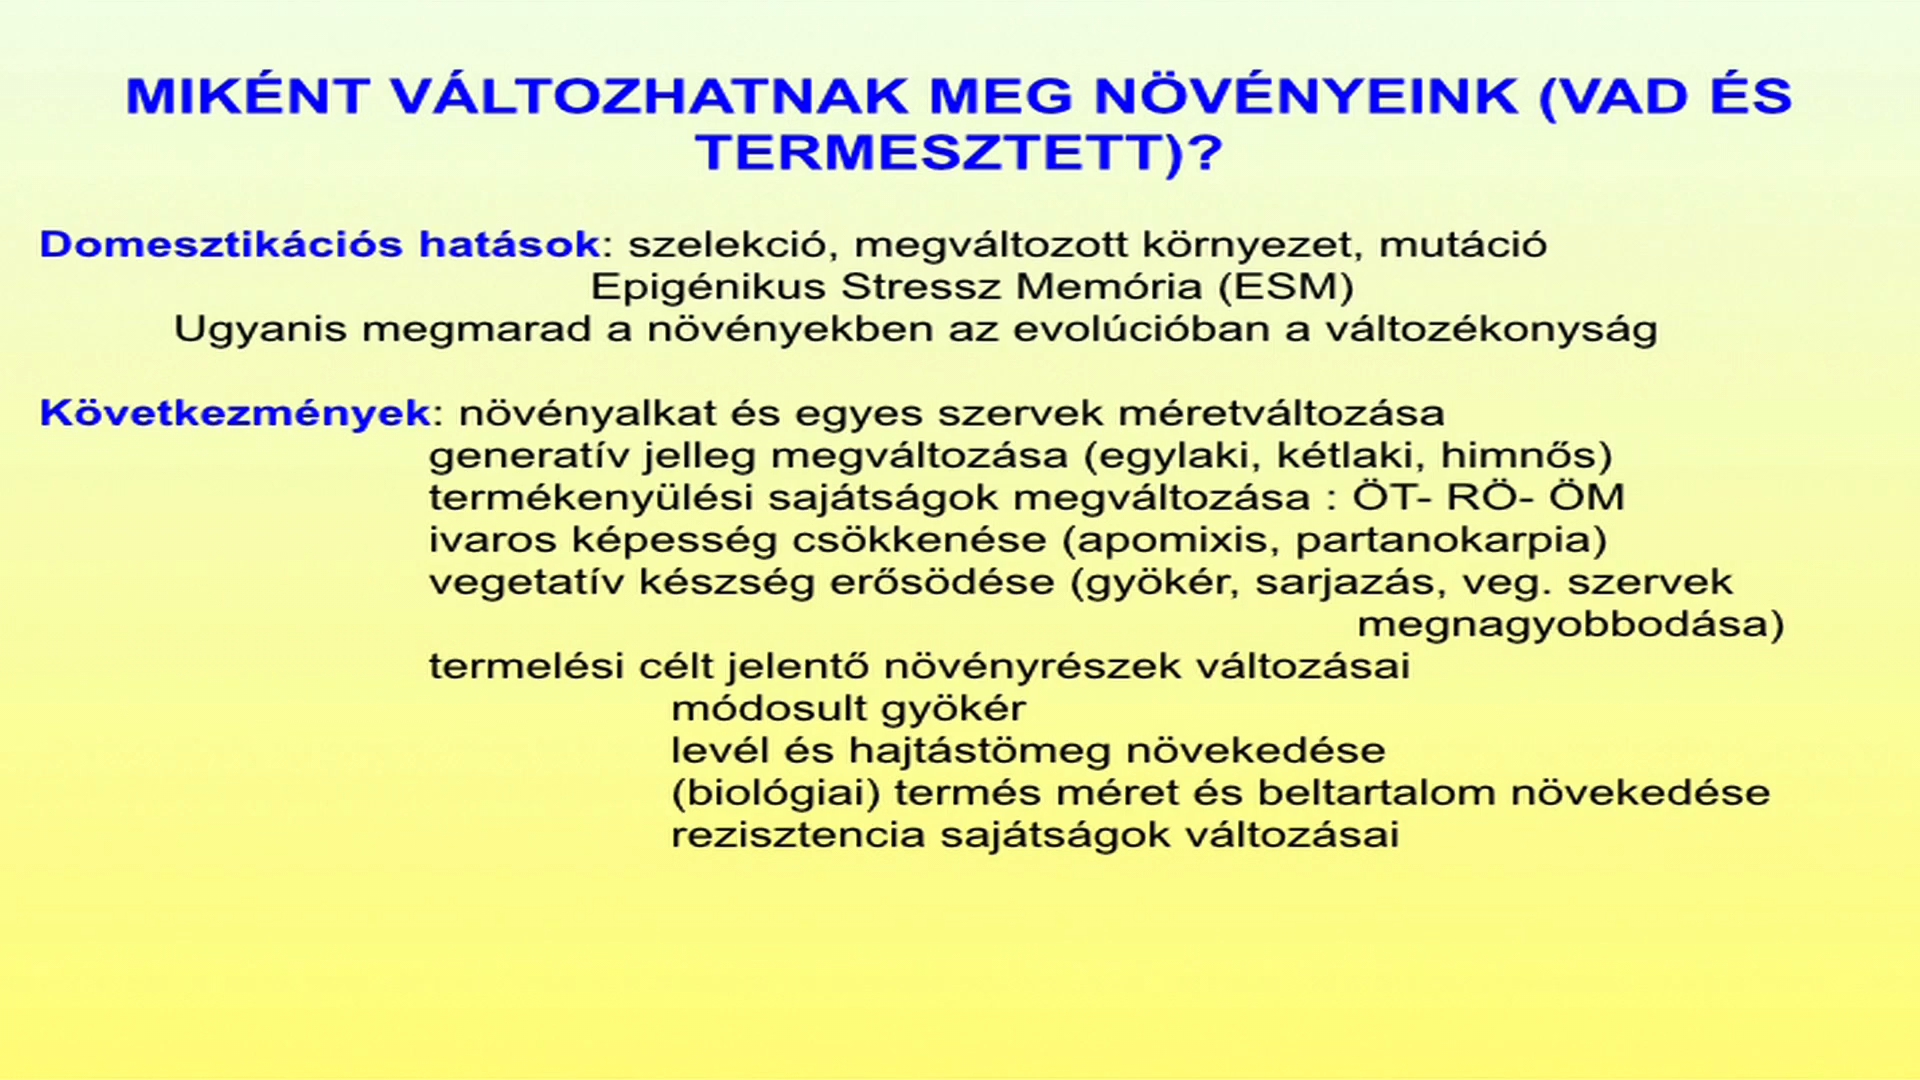 MIKÉNT VÁLTOZHATNAK MEG NÖVÉNYEINK (VAD ÉS
TERMESZTETT)?
Domesztikációs hatások: szelekció, megváltozott környezet, mutáció
Epigénikus Stressz Memória (ESM)
Ugyanis megmarad a növényekben az evolúcióban a változékonyság
Következmények: növényalkat és egyes szervek méretváltozása
generatív jelleg megváltozása (egylaki, kétlaki, himnős)
termékenyülési sajátságok megváltozása : ÖT- RÖ- ÖM
ivaros képesség csökkenése (apomixis, partanokarpia)
vegetatív készség erősödése (gyökér, sarjazás, veg. szervek
megnagyobbodása)
termelési célt jelentő növényrészek változásai
módosult gyökér
levél és hajtástömeg növekedése
(biológiai) termés méret és beltartalom növekedése
rezisztencia sajátságok változásai